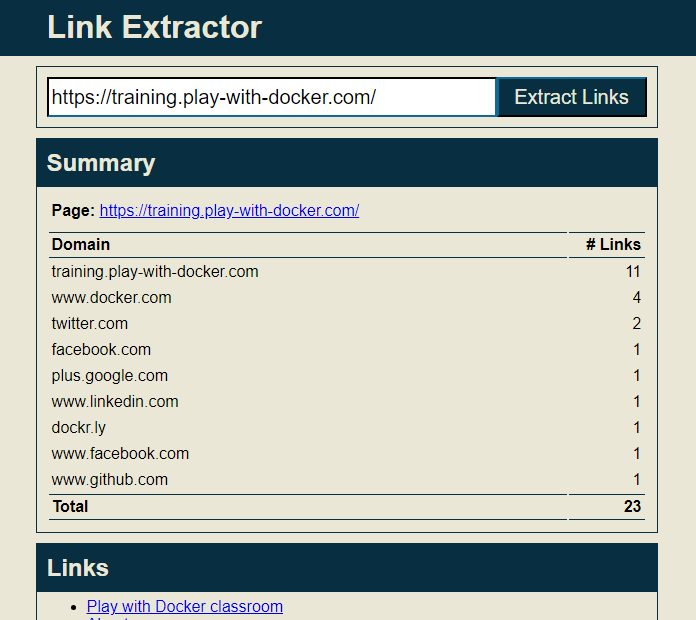 Link Extractor
https://training.play-with-docker.com/ Extract Links
Summary
Page: https://training.play-with-docker.com/
Domain # Links
training.play-with-docker.com 11
www.docker.com 4
twitter.com 2
facebook.com 1
plus.google.com 1
www.linkedin.com 1
dockr.ly 1
www.facebook.com 1
www.github.com 1
Total 23
Links
Play with Docker classroom